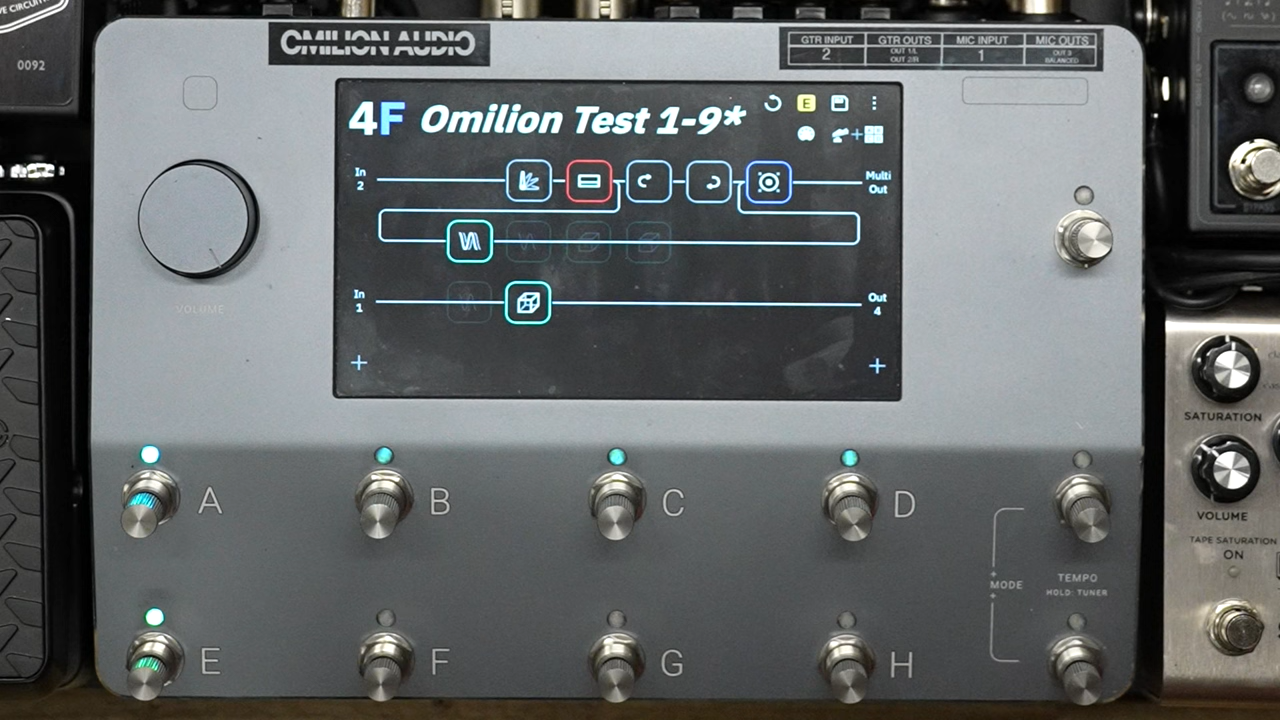 VE CIRCUITR
0092
OMILION AUDIO
GTR INPUT GTR OUTS MIC INPUT MIC OUTS
2 OUT 1/L 1 OUT 3
OUT 2/R BALANCED
4F Omilion Test 1-9*
E
In
2
Multi
Out
In
1
Out
4
VOLUME
A B C D
MODE
TEMPO
HOLD: TUNER
E F G H
SATURATION
VOLUME
TAPE SATURATION
ON